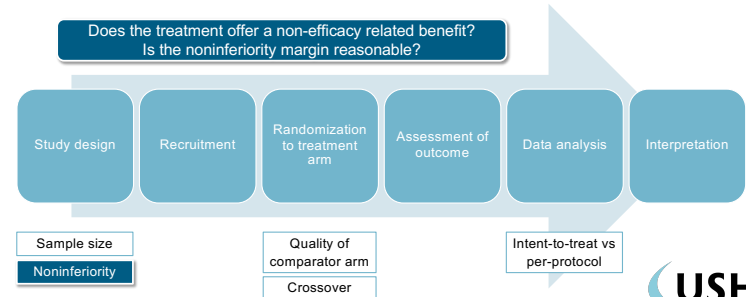 Does the treatment offer a non-efficacy related benefit?
Is the noninferiority margin reasonable?
Study design
Recruitment
Randomization
to treatment
arm
Assessment of
outcome
Data analysis
Interpretation
Sample size
Noninferiority
Quality of
comparator arm
Crossover
Intent-to-treat vs
per-protocol